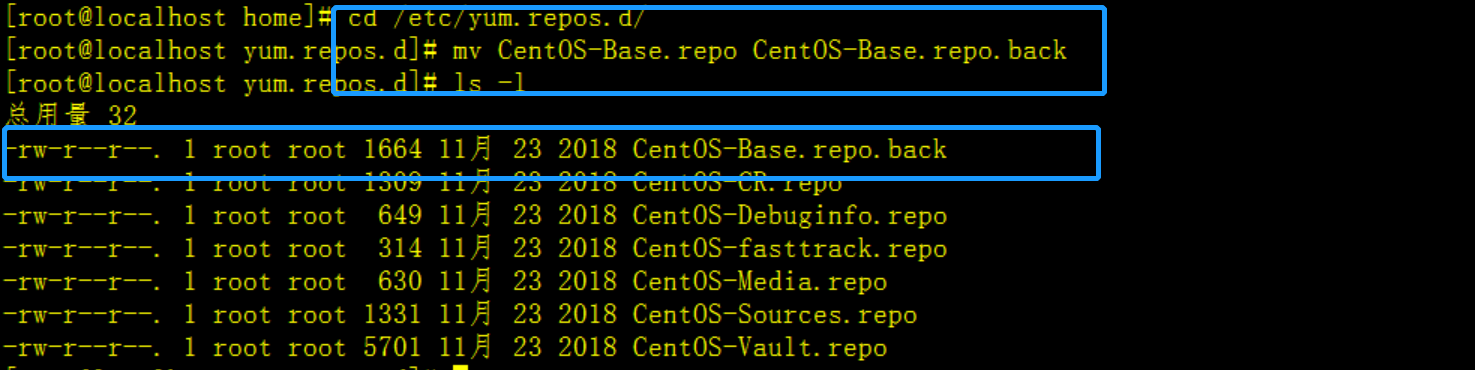 [root@localhost home]# cd /etc/yum.repos.d/
[root@localhost yum.repos.d]# mv CentOS-Base.repo CentOS-Base.repo.back
[root@localhost yum.repos.d]# ls -l
总用量 32
-rw-r--r--. 1 root root 1664 11月 23 2018 CentOS-Base.repo.back
-rw-r--r--. 1 root root 1309 11月 23 2018 CentOS-CR.repo
-rw-r--r--. 1 root root  649 11月 23 2018 CentOS-Debuginfo.repo
-rw-r--r--. 1 root root  314 11月 23 2018 CentOS-fasttrack.repo
-rw-r--r--. 1 root root  630 11月 23 2018 CentOS-Media.repo
-rw-r--r--. 1 root root 1331 11月 23 2018 CentOS-Sources.repo
-rw-r--r--. 1 root root 5701 11月 23 2018 CentOS-Vault.repo